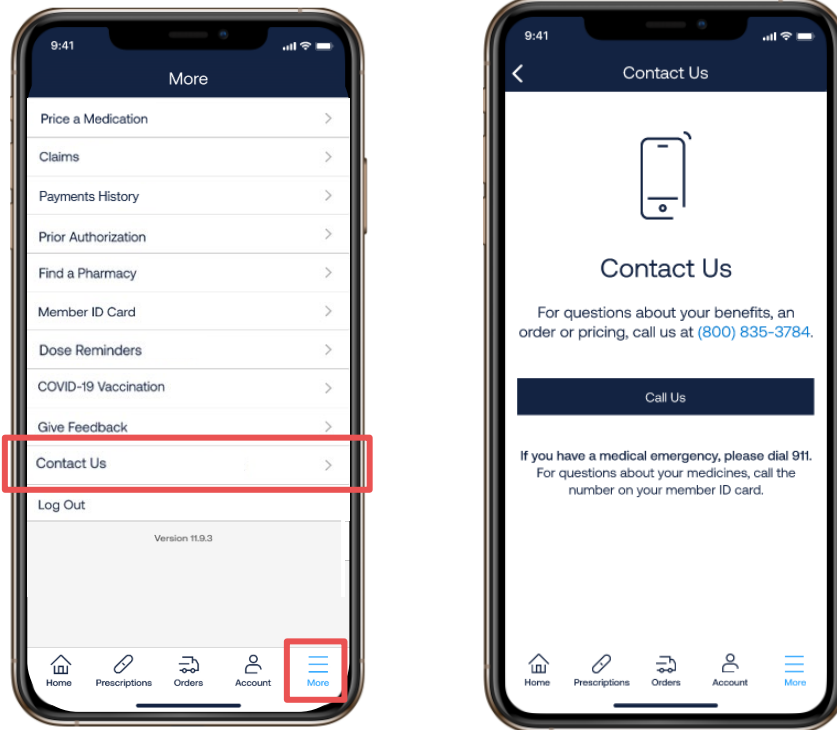 9:41
More
Price a Medication
Claims
Payments History
Prior Authorization
Find a Pharmacy
Member ID Card
Dose Reminders
COVID-19 Vaccination
Give Feedback
Contact Us
Log Out
Version 11.9.3
Home Prescriptions Orders Account More
9:41
Contact Us
Contact Us
For questions about your benefits, an
order or pricing, call us at (800) 835-3784.
Call Us
If you have a medical emergency, please dial 911.
For questions about your medicines, call the
number on your member ID card.
Home Prescriptions Orders Account More